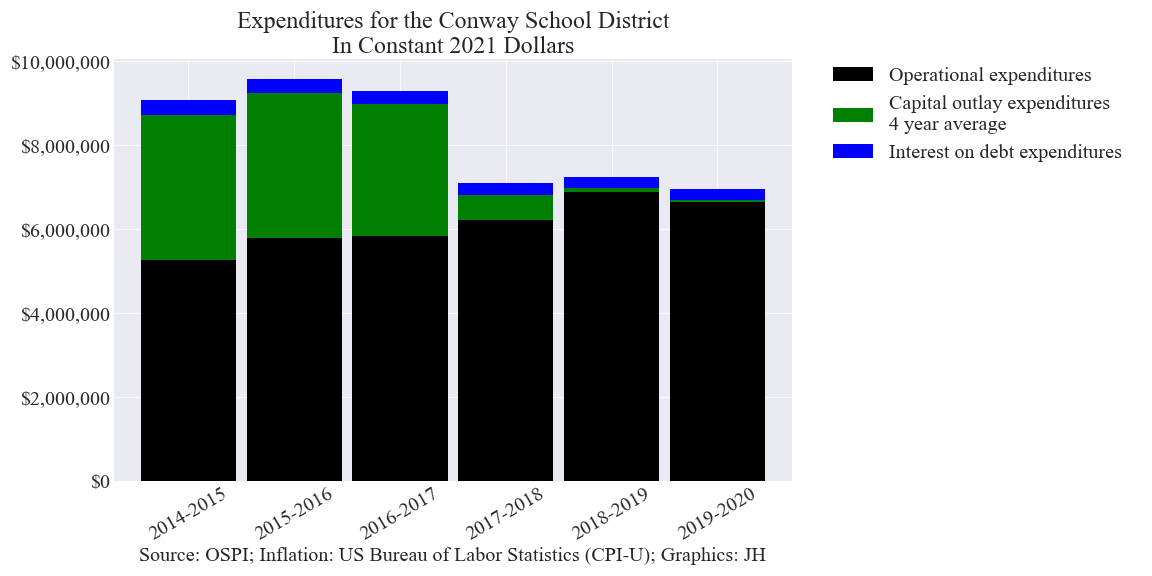 Expenditures for the Conway School District
In Constant 2021 Dollars
$10,000,000
$8,000,000
$6,000,000
$4,000,000
$2,000,000
$0
2014-2015
2015-2016
2016-2017
2017-2018
2018-2019
2019-2020
Source: OSPI; Inflation: US Bureau of Labor Statistics (CPI-U); Graphics: JH
Operational expenditures
Capital outlay expenditures
4 year average
Interest on debt expenditures